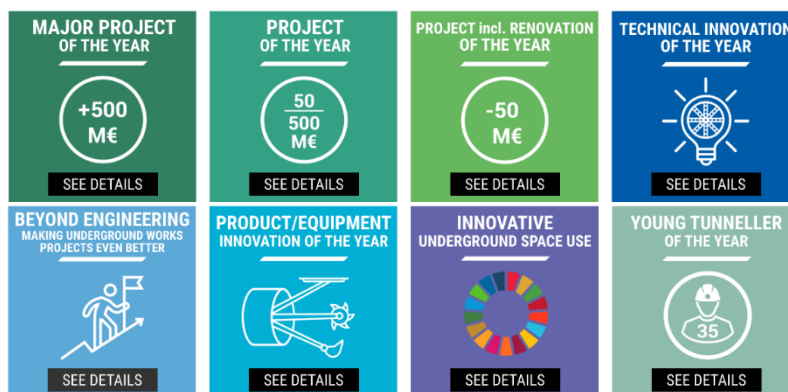 MAJOR PROJECT
OF THE YEAR
+500
M€
SEE DETAILS
PROJECT
OF THE YEAR
50
500
M€
SEE DETAILS
PROJECT incl. RENOVATION
OF THE YEAR
-50
M€
SEE DETAILS
TECHNICAL INNOVATION
OF THE YEAR
SEE DETAILS
BEYOND ENGINEERING
MAKING UNDERGROUND WORKS
PROJECTS EVEN BETTER
SEE DETAILS
PRODUCT/EQUIPMENT
INNOVATION OF THE YEAR
SEE DETAILS
INNOVATIVE
UNDERGROUND SPACE USE
SEE DETAILS
YOUNG TUNNELLER
OF THE YEAR
35
SEE DETAILS